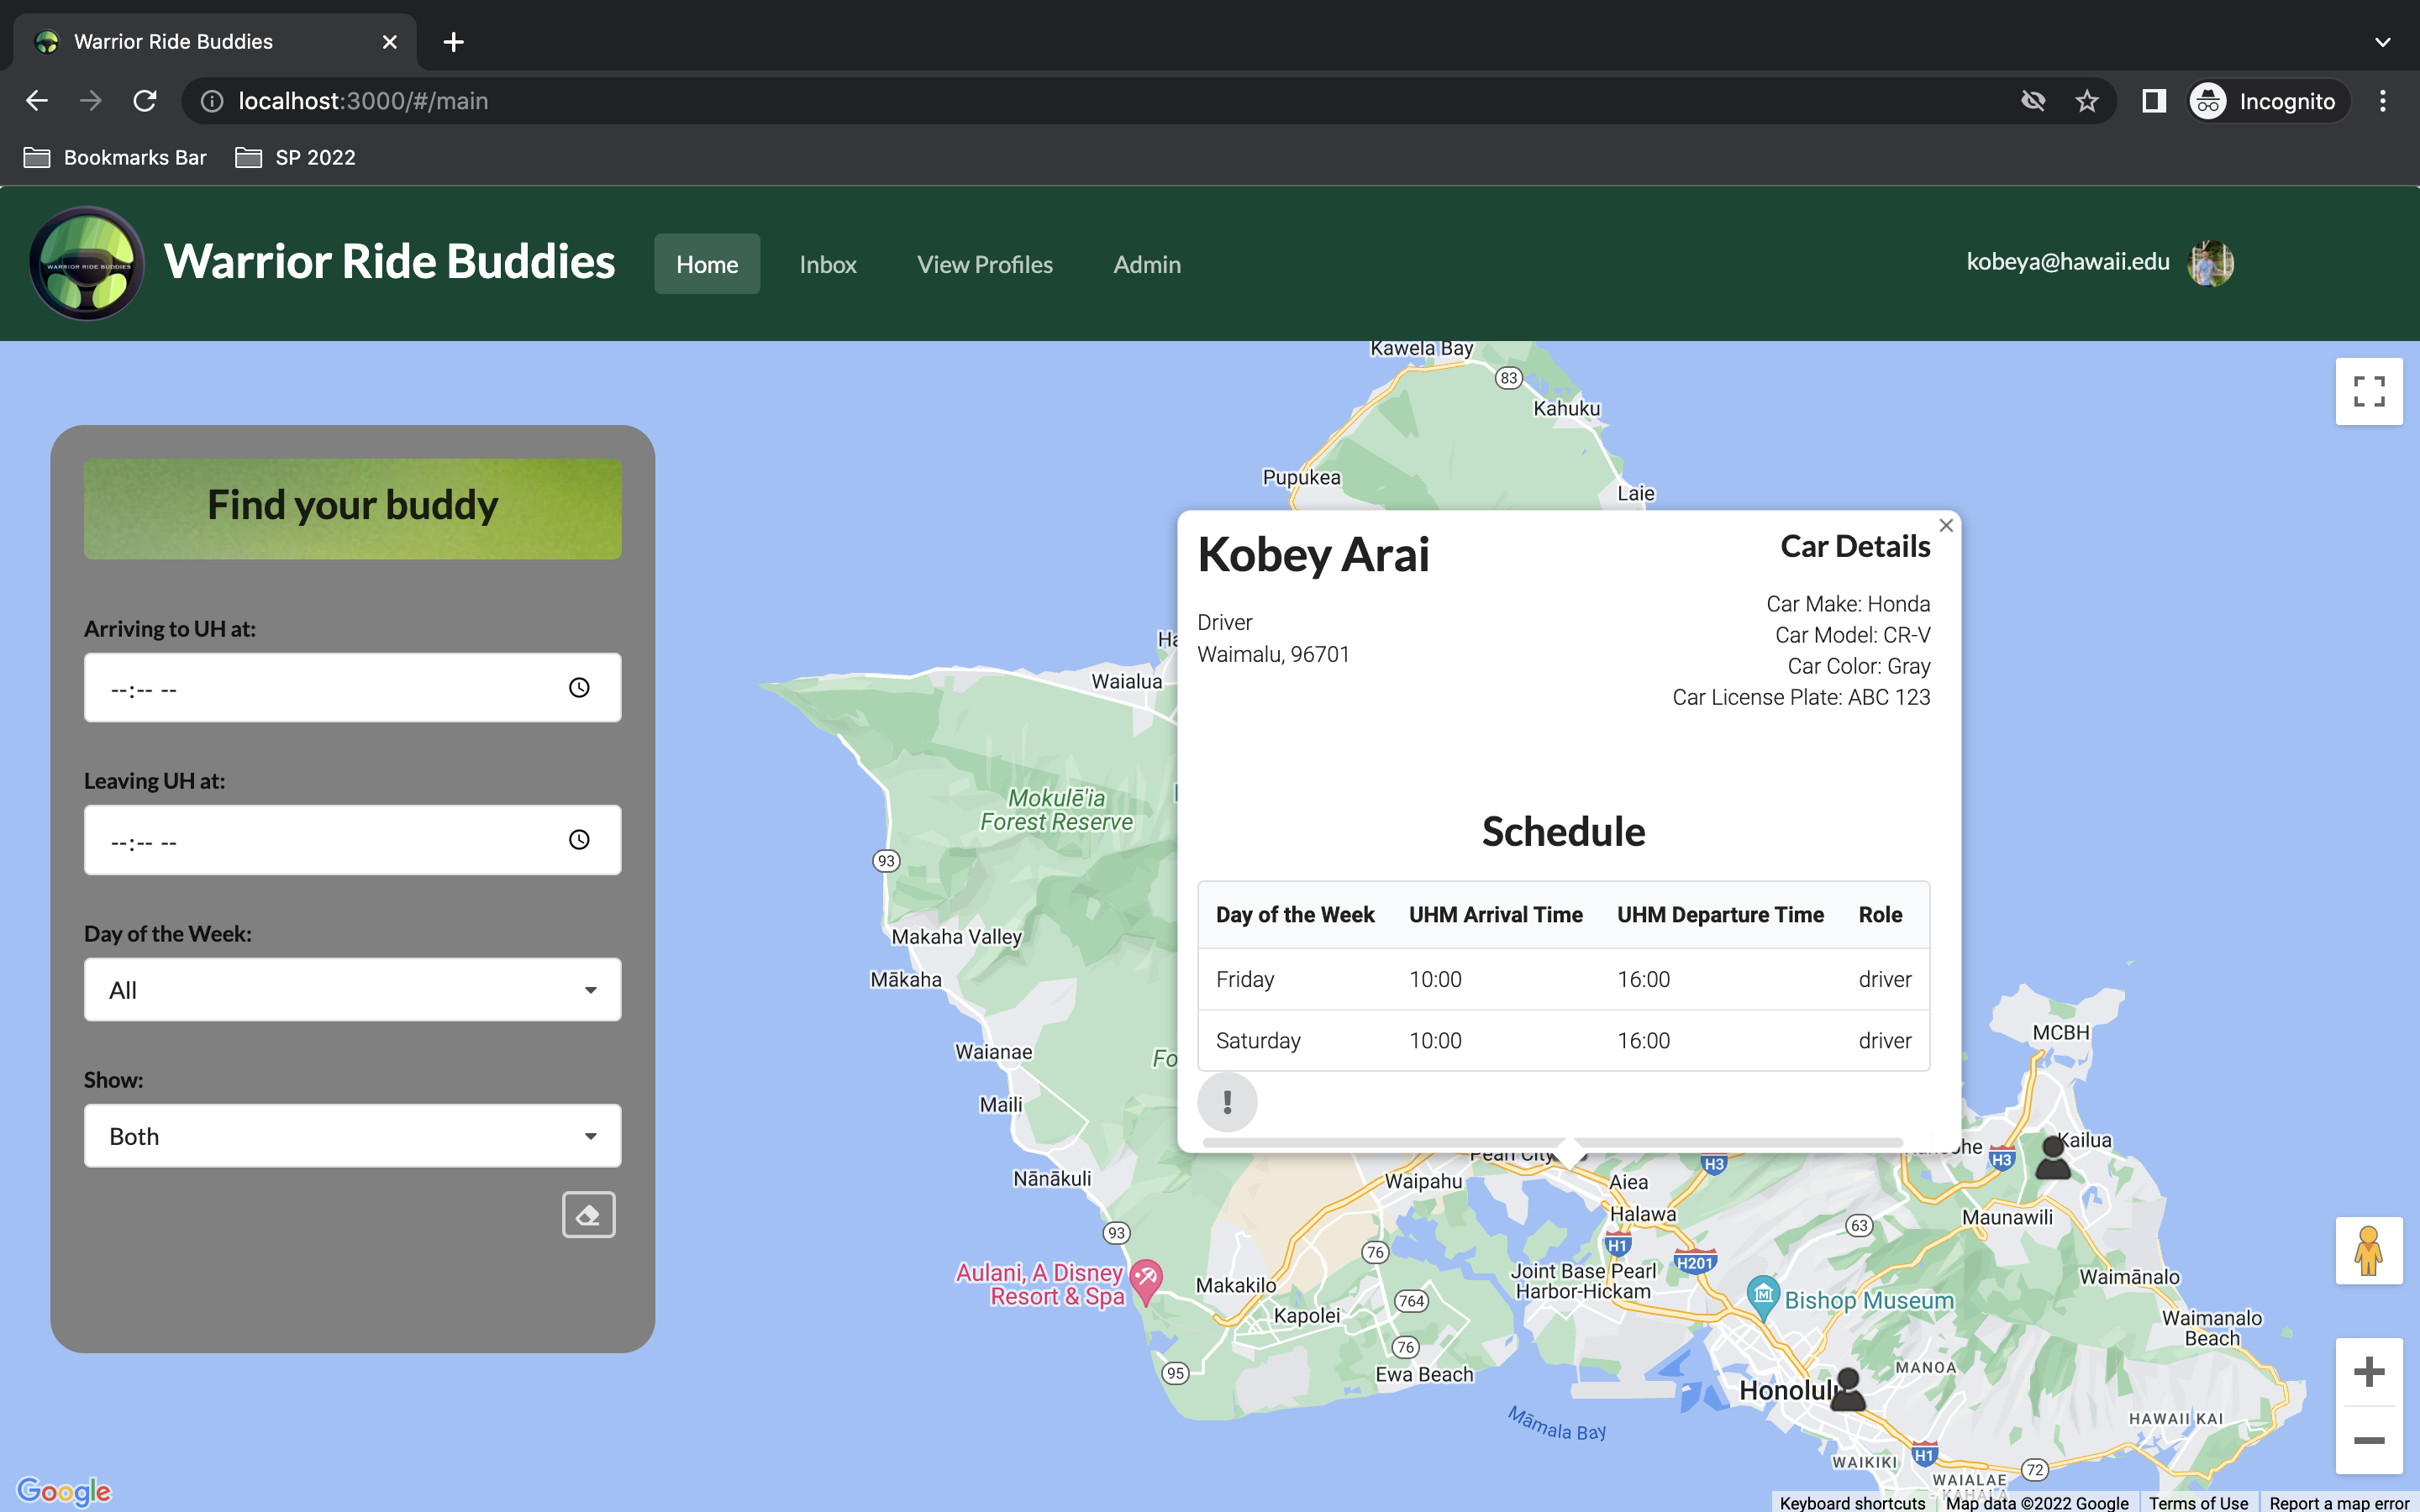 Warrior Ride Buddies
localhost:3000/#/main
Incognito
Bookmarks Bar
SP 2022
WARRIOR RIDE BUDDIES
Warrior Ride Buddies
Home
Inbox
View Profiles
Admin
kobeya@hawaii.edu
Find your buddy
Arriving to UH at:
--:-- --
Leaving UH at:
--:-- --
Day of the Week:
All
Show:
Both
Kawela Bay
83
Kahuku
Pupukea
Laie
Kobey Arai
Driver
Waimalu, 96701
Car Details
Car Make: Honda
Car Model: CR-V
Car Color: Gray
Car License Plate: ABC 123
Schedule
Day of the Week UHM Arrival Time UHM Departure Time Role
Friday 10:00 16:00 driver
Saturday 10:00 16:00 driver
Waialua
Mokulē'ia
Forest Reserve
93
Makaha Valley
Mākaha
Waianae
Maili
Nānākuli
93
Aulani, A Disney
Resort & Spa
Makakilo
Kapolei
95
76
764
76
Ewa Beach
Waipahu
Pearl City
Aiea
Halawa
H3
H1
H201
63
Joint Base Pearl
Harbor-Hickam
Bishop Museum
Māmala Bay
MCBH
Kailua
H3
Maunawili
Waimānalo
Waimanalo
Beach
MANOA
HAWAII KAI
WAIKIKI
H1
72
WAIALAE
Google
Keyboard shortcuts
Map data ©2022 Google
Terms of Use
Report a map error